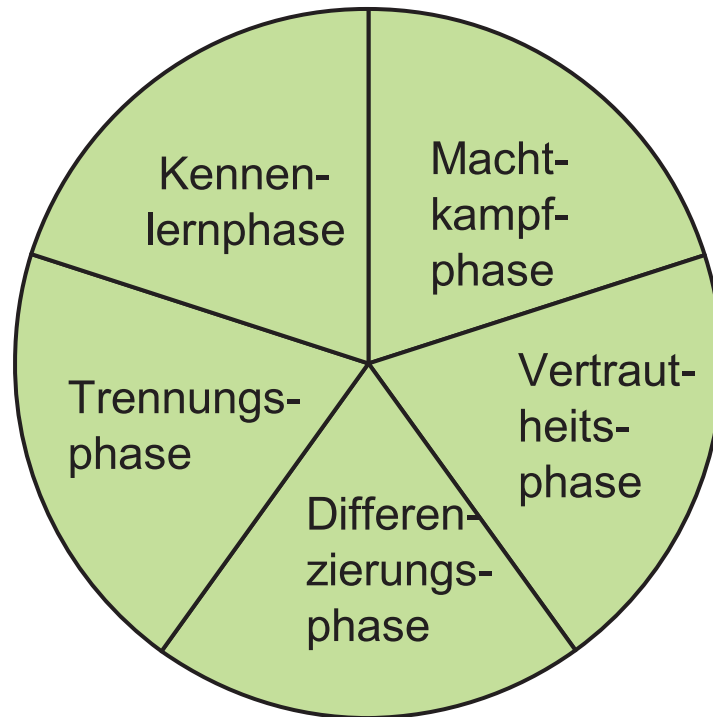 Kennen-
lernphase
Macht-
kampf-
phase
Vertraut-
heits-
phase
Differen-
zierungs-
phase
Trennungs-
phase